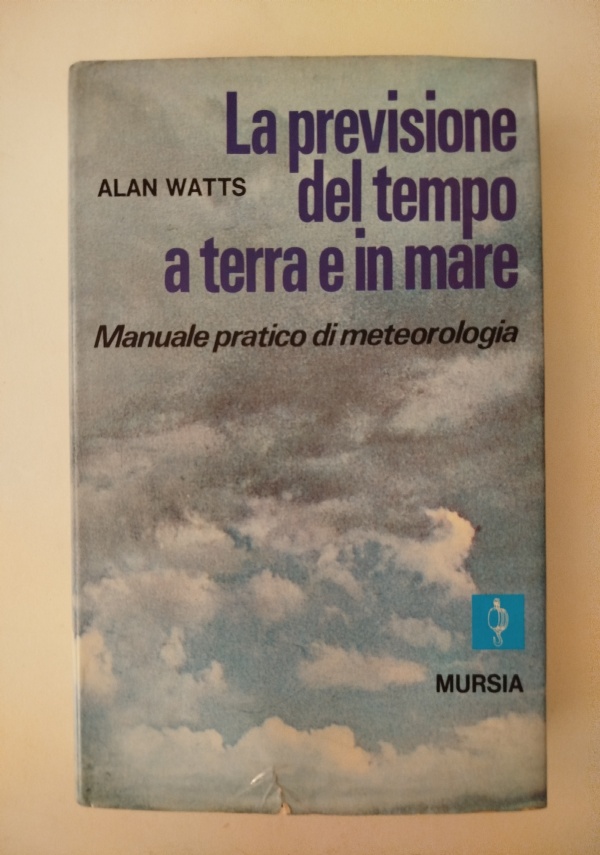 La previsione
ALAN WATTS
del tempo
a terra e in mare
Manuale pratico di meteorologia
MURSIA